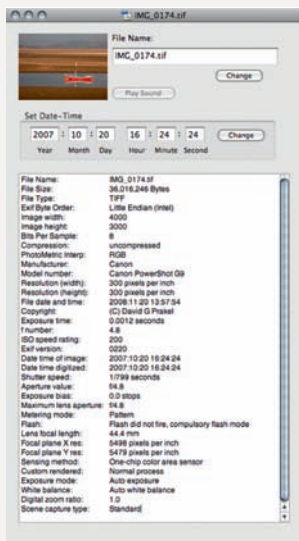 IMG_0174.tif
File Name:
IMG_0174.tif
Change
Play Sound
Set Date-Time
2007 : 10 : 20 16 : 24 : 24 Change
Year Month Day Hour Minute Second
File Name: IMG_0174.tif
File Size: 36,016,246 Bytes
File Type: TIFF
Exif Byte Order: Little Endian (Intel)
Image width: 4000
Image height: 3000
Bits Per Sample: 8
Compression: uncompressed
PhotoMetric Interp: RGB
Manufacturer: Canon
Model number: Canon PowerShot G9
Resolution (width): 300 pixels per inch
Resolution (height): 300 pixels per inch
File date and time: 2008:11:20 13:57:54
Copyright: (C) David G Prakel
Exposure time: 0.0012 seconds
f number: 4.8
ISO speed rating: 200
Exif version: 0220
Date time of image: 2007:10:20 16:24:24
Date time digitized: 2007:10:20 16:24:24
Shutter speed: 1/799 seconds
Aperture value: f/4.8
Exposure bias: 0.0 stops
Maximum lens aperture: f/4.8
Metering mode: Pattern
Flash: Flash did not fire, compulsory flash mode
Lens focal length: 44.4 mm
Focal plane X res: 5498 pixels per inch
Focal plane Y res: 5479 pixels per inch
Sensing method: One-chip color area sensor
Custom rendered: Normal process
Exposure mode: Auto exposure
White balance: Auto white balance
Digital zoom ratio: 1.0
Scene capture type: Standard